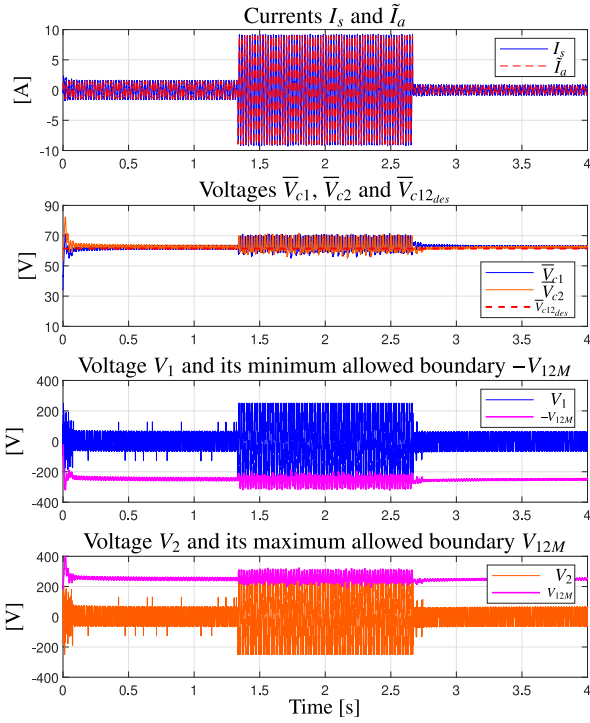 Currents I_s and Ĩ_a
10
5
0
-5
-10
[A]
I_s
Ĩ_a
0 0.5 1 1.5 2 2.5 3 3.5 4
Voltages V̅_c1, V̅_c2 and V̅_c12_des
90
70
50
30
10
[V]
V̅_c1
V̅_c2
V̅_c12_des
0 0.5 1 1.5 2 2.5 3 3.5 4
Voltage V_1 and its minimum allowed boundary −V_12M
400
200
0
-200
-400
[V]
V_1
−V_12M
0 0.5 1 1.5 2 2.5 3 3.5 4
Voltage V_2 and its maximum allowed boundary V_12M
400
200
0
-200
-400
[V]
V_2
V_12M
0 0.5 1 1.5 2 2.5 3 3.5 4
Time [s]